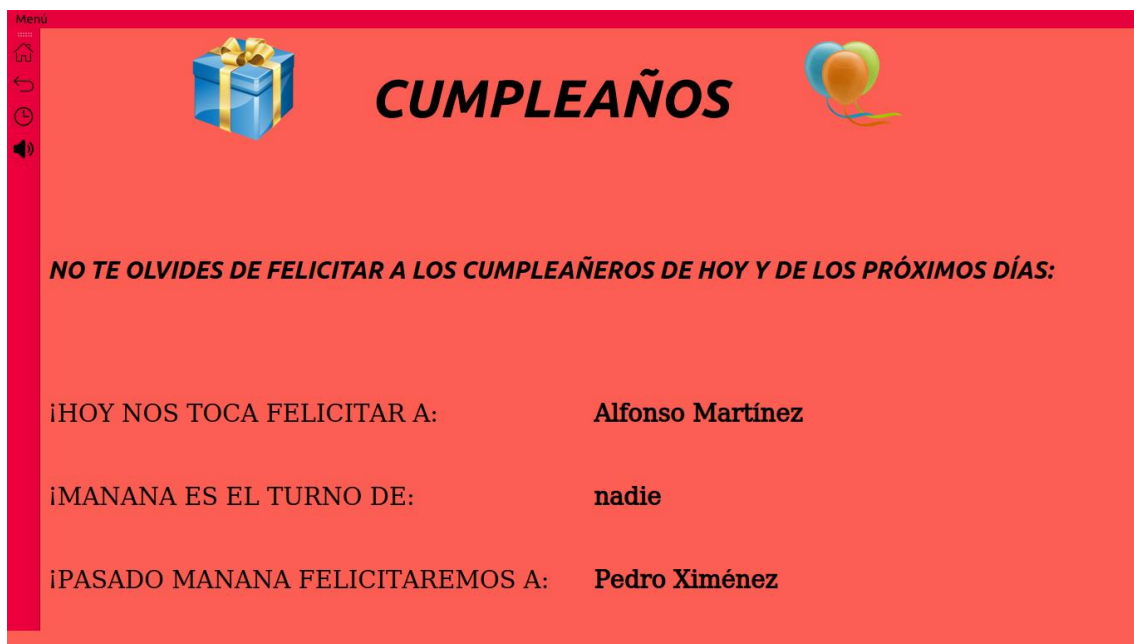 Menú
CUMPLEAÑOS
NO TE OLVIDES DE FELICITAR A LOS CUMPLEAÑEROS DE HOY Y DE LOS PRÓXIMOS DÍAS:
¡HOY NOS TOCA FELICITAR A: Alfonso Martínez
¡MANANA ES EL TURNO DE: nadie
¡PASADO MANANA FELICITAREMOS A: Pedro Ximénez